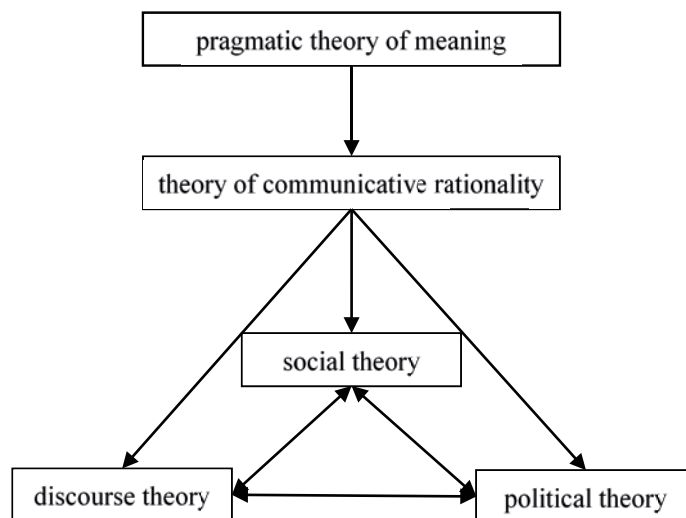 pragmatic theory of meaning
theory of communicative rationality
social theory
discourse theory
political theory